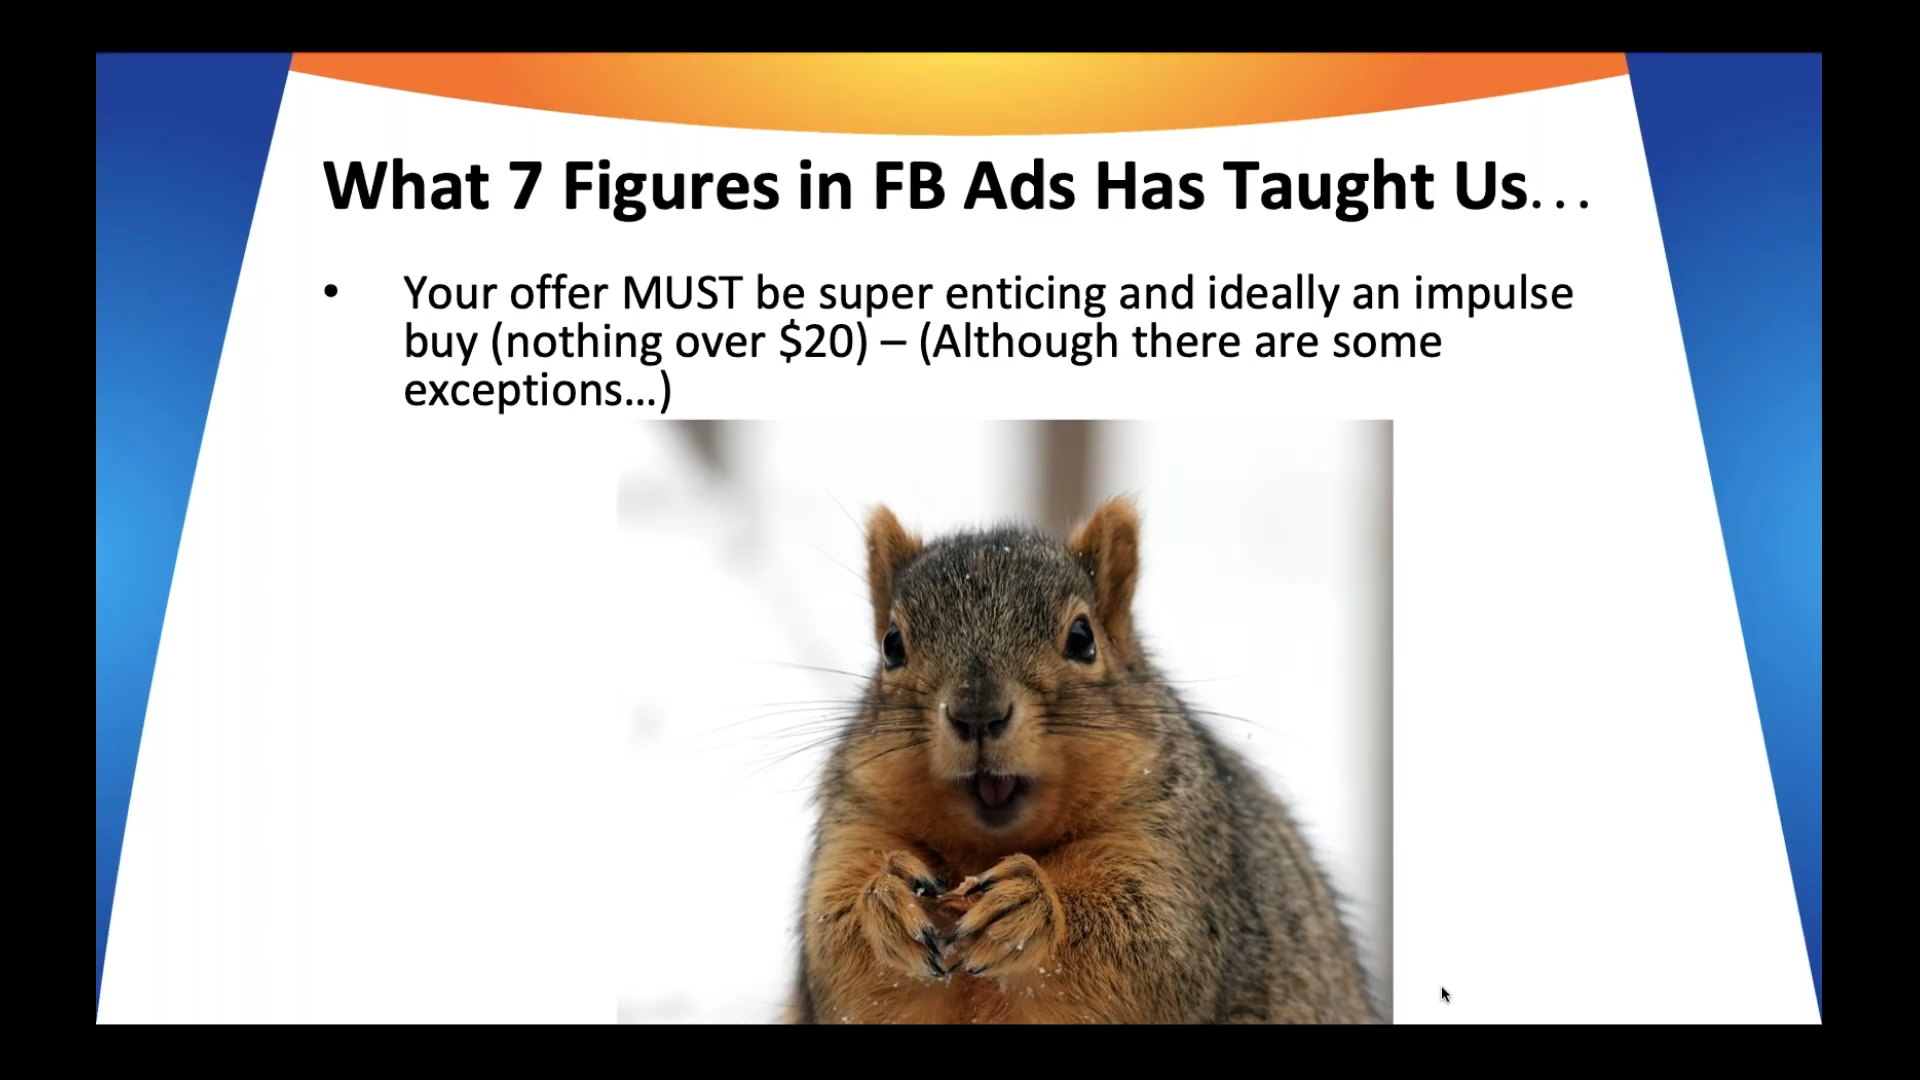 What 7 Figures in FB Ads Has Taught Us...
• Your offer MUST be super enticing and ideally an impulse
buy (nothing over $20) – (Although there are some
exceptions...)